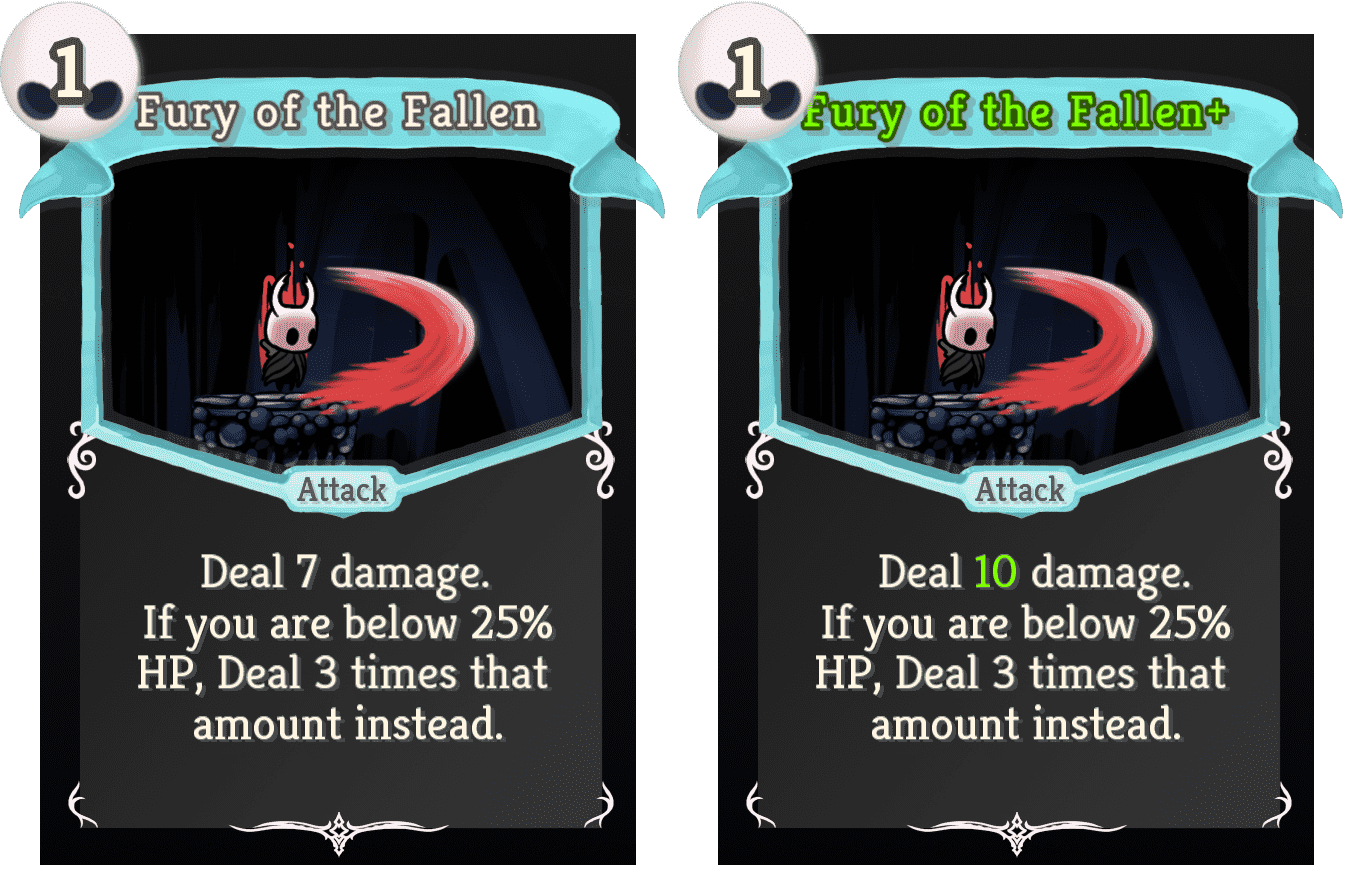 1
Fury of the Fallen
Attack
Deal 7 damage.
If you are below 25%
HP, Deal 3 times that
amount instead.
1
Fury of the Fallen+
Attack
Deal 10 damage.
If you are below 25%
HP, Deal 3 times that
amount instead.